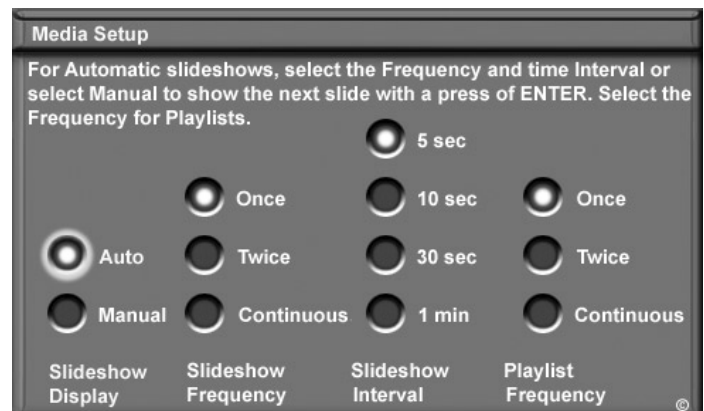 Media Setup
For Automatic slideshows, select the Frequency and time Interval or
select Manual to show the next slide with a press of ENTER. Select the
Frequency for Playlists.
5 sec
Once
10 sec
Once
Auto
Twice
30 sec
Twice
Manual
Continuous
1 min
Continuous
Slideshow
Display
Slideshow
Frequency
Slideshow
Interval
Playlist
Frequency
©